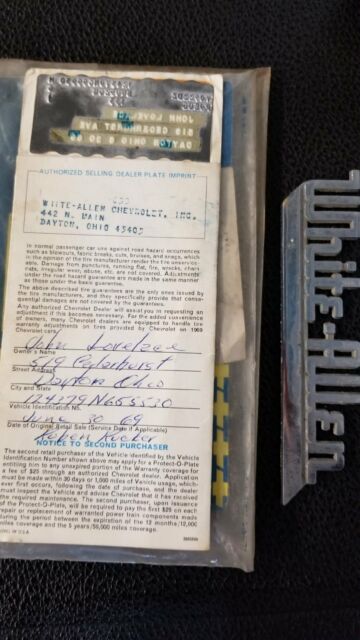 AUTHORIZED SELLING DEALER PLATE IMPRINT
WHITE-ALLEN CHEVROLET, INC.
442 N. MAIN
DAYTON, OHIO 45405
In normal passenger car use against road hazard occurrences
such as blowouts, fabric breaks, cuts, bruises, and snags, which
in the opinion of the tire manufacturer render the tire unservice-
able. Damage from punctures, running flat, fire, wrecks, chain
cuts, irregular wear, abuse, etc. are not covered. Adjustments
under the road hazard guarantee are made in the same manner
as those under the basic guarantee.
The above described tire guarantees are the only ones issued by
the tire manufacturers, and they specifically provide that conse-
quential damages are not covered by the guarantee.
Any authorized Chevrolet Dealer will assist you in requesting an
adjustment if this becomes necessary. For the added convenience
of owners, many Chevrolet dealers are equipped to handle tire
warranty adjustments on tires provided by Chevrolet on 1969
Chevrolet cars.
John Lovelace
Owner's Name
Street Address
Dayton Ohio
City and State
124379N655530
Vehicle Identification NO.
June 30 69
Date of Original Retail Sale (Service Date if Applicable)
NOTICE TO SECOND PURCHASER
The second retail purchaser of the Vehicle identified by the Vehicle
Identification Number shown above may apply for a Protect-O-Plate
entitling him to any unexpired portion of the Warranty coverage for
a fee of $25 through an authorized Chevrolet dealer. Application
must be made within 30 days or 1,000 miles of Vehicle usage, which-
ever first occurs, following the date of purchase, and the dealer
must inspect the Vehicle and advise Chevrolet that it has received
the required maintenance. The second purchaser, upon issuance
of the Protect-O-Plate, will be required to pay the first $25 on each
repair or replacement of warranted power train components made
during the period between the expiration of the 12 months/12,000
miles coverage and the 5 years/50,000 miles coverage.
White-Allen